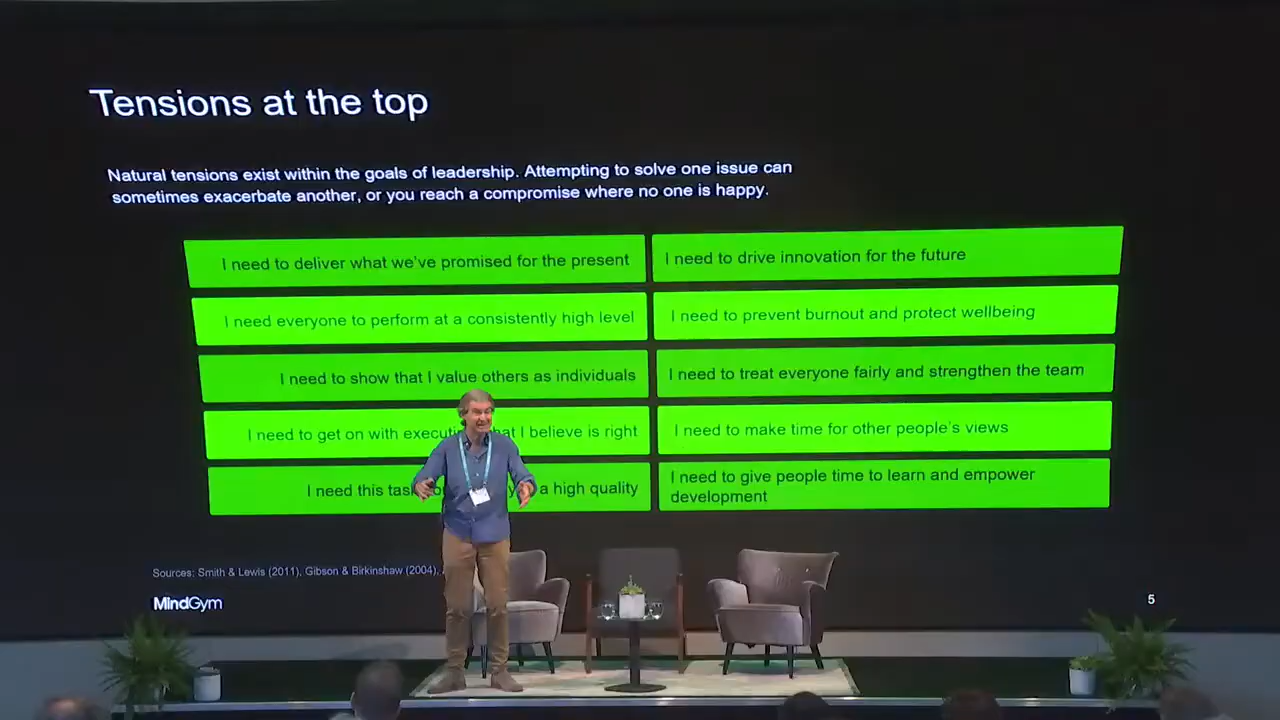 Tensions at the top
Natural tensions exist within the goals of leadership. Attempting to solve one issue can
sometimes exacerbate another, or you reach a compromise where no one is happy.
I need to deliver what we've promised for the present
I need to drive innovation for the future
I need everyone to perform at a consistently high level
I need to prevent burnout and protect wellbeing
I need to show that I value others as individuals
I need to treat everyone fairly and strengthen the team
I need to get on with I believe is right
I need to make time for other people's views
I need this a high quality
I need to give people time to learn and empower
development
Sources: Smith & Lewis (2011), Gibson & Birkinshaw (2004),
MindGym
5